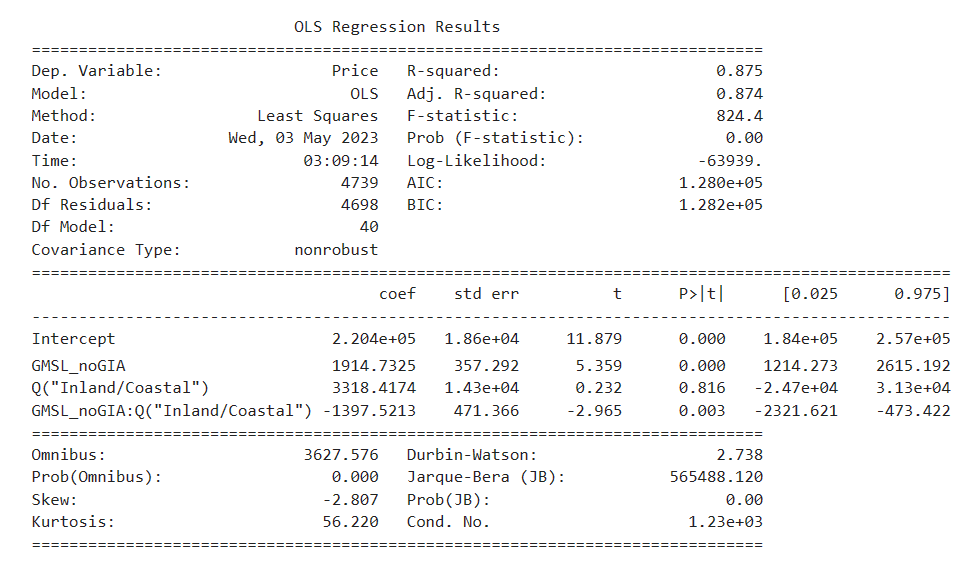 OLS Regression Results
==============================================================================
Dep. Variable: Price R-squared: 0.875
Model: OLS Adj. R-squared: 0.874
Method: Least Squares F-statistic: 824.4
Date: Wed, 03 May 2023 Prob (F-statistic): 0.00
Time: 03:09:14 Log-Likelihood: -63939.
No. Observations: 4739 AIC: 1.280e+05
Df Residuals: 4698 BIC: 1.282e+05
Df Model: 40
Covariance Type: nonrobust
==================================================================================================
coef std err t P>|t| [0.025 0.975]
--------------------------------------------------------------------------------------------------
Intercept 2.204e+05 1.86e+04 11.879 0.000 1.84e+05 2.57e+05
GMSL_noGIA 1914.7325 357.292 5.359 0.000 1214.273 2615.192
Q("Inland/Coastal") 3318.4174 1.43e+04 0.232 0.816 -2.47e+04 3.13e+04
GMSL_noGIA:Q("Inland/Coastal") -1397.5213 471.366 -2.965 0.003 -2321.621 -473.422
==============================================================================
Omnibus: 3627.576 Durbin-Watson: 2.738
Prob(Omnibus): 0.000 Jarque-Bera (JB): 565488.120
Skew: -2.807 Prob(JB): 0.00
Kurtosis: 56.220 Cond. No. 1.23e+03
==============================================================================